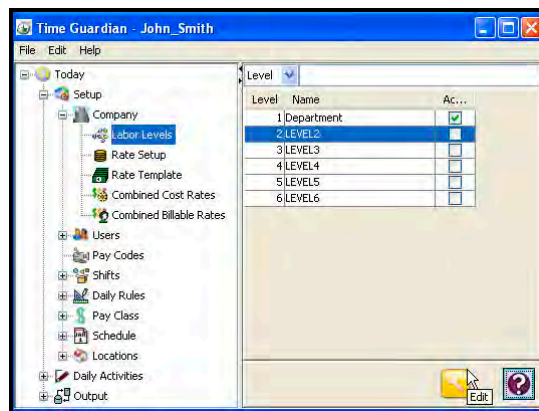 Time Guardian - John_Smith
File Edit Help
Today
Setup
Company
Labor Levels
Rate Setup
Rate Template
Combined Cost Rates
Combined Billable Rates
Users
Pay Codes
Shifts
Daily Rules
Pay Class
Schedule
Locations
Daily Activities
Output
Level
Level Name Ac...
1 Department
2 LEVEL2
3 LEVEL3
4 LEVEL4
5 LEVEL5
6 LEVEL6
Edit